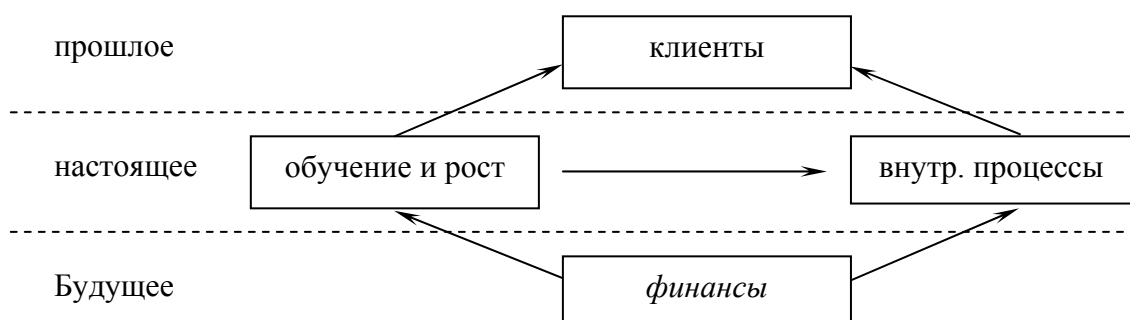 прошлое
клиенты
настоящее
обучение и рост
внутр. процессы
Будущее
финансы